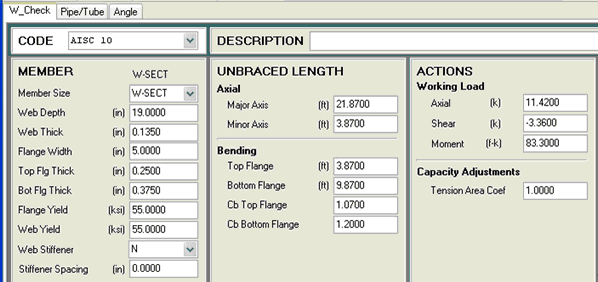 W_Check Pipe/Tube Angle
CODE AISC 10 DESCRIPTION
MEMBER W-SECT
Member Size W-SECT
Web Depth (in) 19.0000
Web Thick (in) 0.1350
Flange Width (in) 5.0000
Top Flg Thick (in) 0.2500
Bot Flg Thick (in) 0.3750
Flange Yield (ksi) 55.0000
Web Yield (ksi) 55.0000
Web Stiffener N
Stiffener Spacing (in) 0.0000
UNBRACED LENGTH
Axial
Major Axis (ft) 21.8700
Minor Axis (ft) 3.8700
Bending
Top Flange (ft) 3.8700
Bottom Flange (ft) 9.8700
Cb Top Flange 1.0700
Cb Bottom Flange 1.2000
ACTIONS
Working Load
Axial (k) 11.4200
Shear (k) -3.3600
Moment (f-k) 83.3000
Capacity Adjustments
Tension Area Coef 1.0000